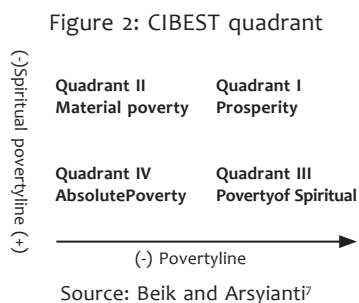 Figure 2: CIBEST quadrant
(-)Spiritual povertyline (+)
Quadrant II
Material poverty
Quadrant I
Prosperity
Quadrant IV
AbsolutePoverty
Quadrant III
Povertyof Spiritual
(-) Povertyline
Source: Beik and Arsyianti⁷